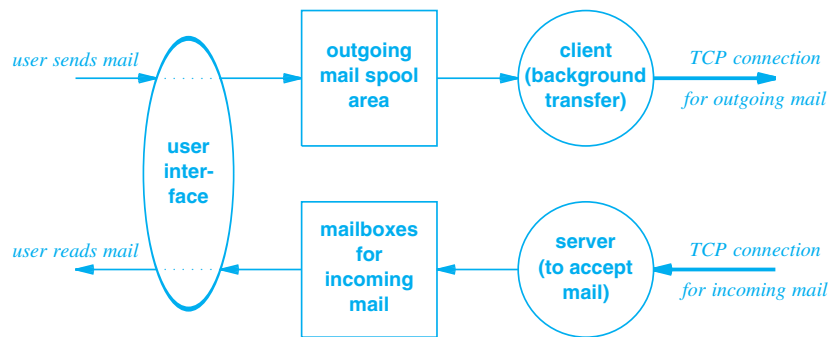 user sends mail
outgoing
mail spool
area
client
(background
transfer)
TCP connection
for outgoing mail
user
inter-
face
user reads mail
mailboxes
for
incoming
mail
server
(to accept
mail)
TCP connection
for incoming mail